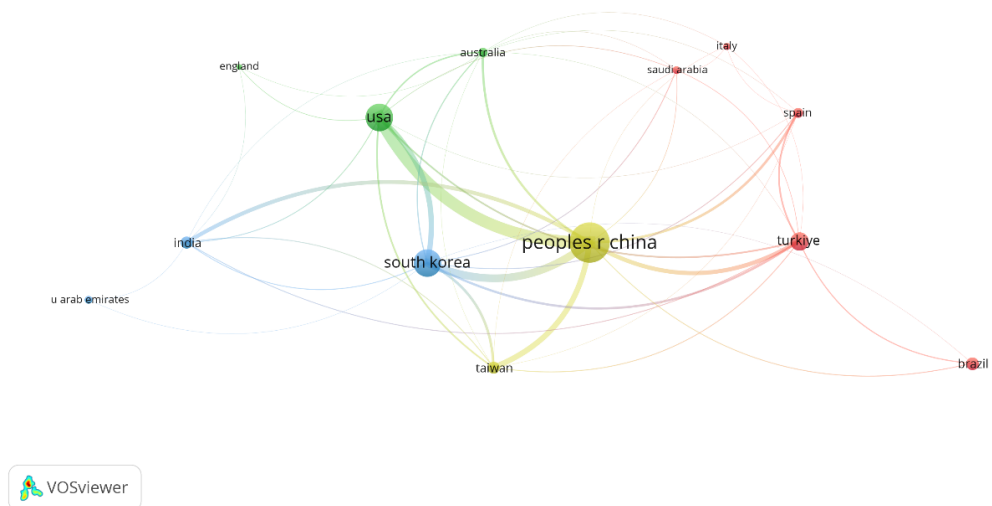 italy
australia
england
saudi arabia
spain
usa
peoples r china
turkiye
india
south korea
u arab emirates
taiwan
brazil
VOSviewer